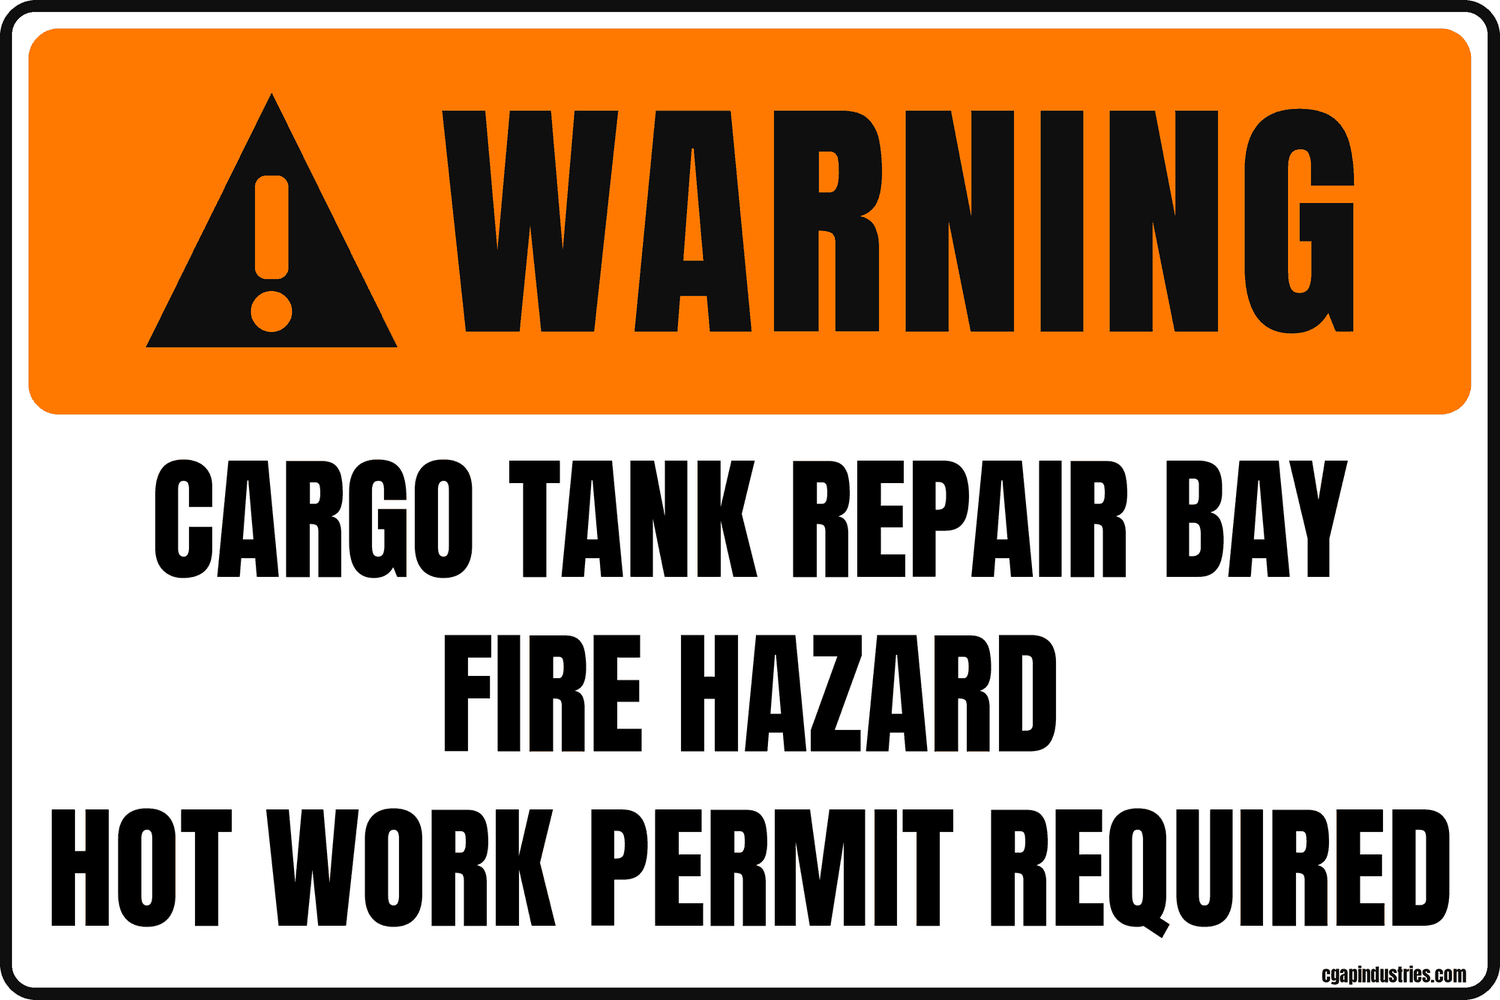 WARNING
CARGO TANK REPAIR BAY
FIRE HAZARD
HOT WORK PERMIT REQUIRED
cgapindustries.com